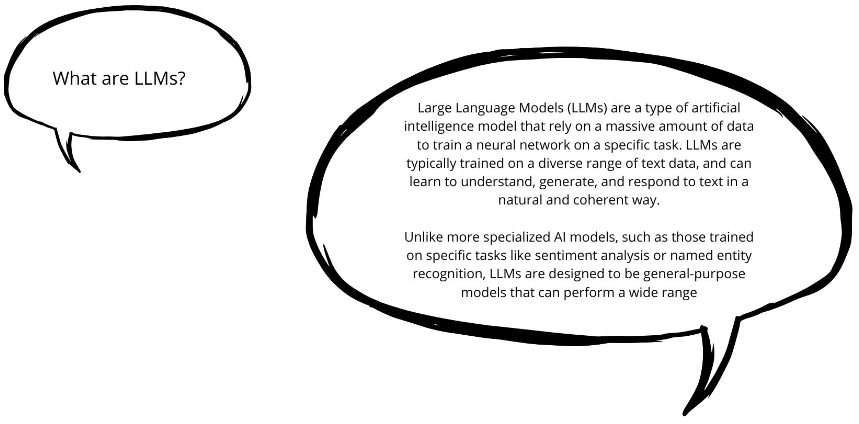 What are LLMs?
Large Language Models (LLMs) are a type of artificial
intelligence model that rely on a massive amount of data
to train a neural network on a specific task. LLMs are
typically trained on a diverse range of text data, and can
learn to understand, generate, and respond to text in a
natural and coherent way.
Unlike more specialized AI models, such as those trained
on specific tasks like sentiment analysis or named entity
recognition, LLMs are designed to be general-purpose
models that can perform a wide range